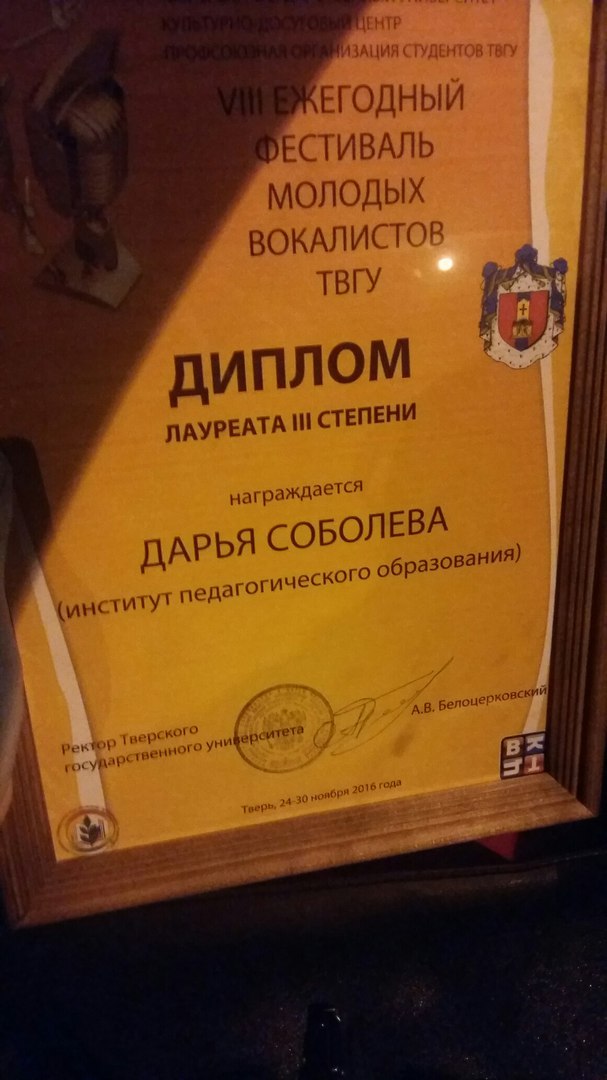 КУЛЬТУРНО-ДОСУГОВЫЙ ЦЕНТР
ПРОФСОЮЗНАЯ ОРГАНИЗАЦИЯ СТУДЕНТОВ ТВГУ
VIII ЕЖЕГОДНЫЙ
ФЕСТИВАЛЬ
МОЛОДЫХ
ВОКАЛИСТОВ
ТВГУ
ДИПЛОМ
ЛАУРЕАТА III СТЕПЕНИ
награждается
ДАРЬЯ СОБОЛЕВА
(институт педагогического образования)
Ректор Тверского
государственного университета
А.В. Белоцерковский
Тверь, 24-30 ноября 2016 года